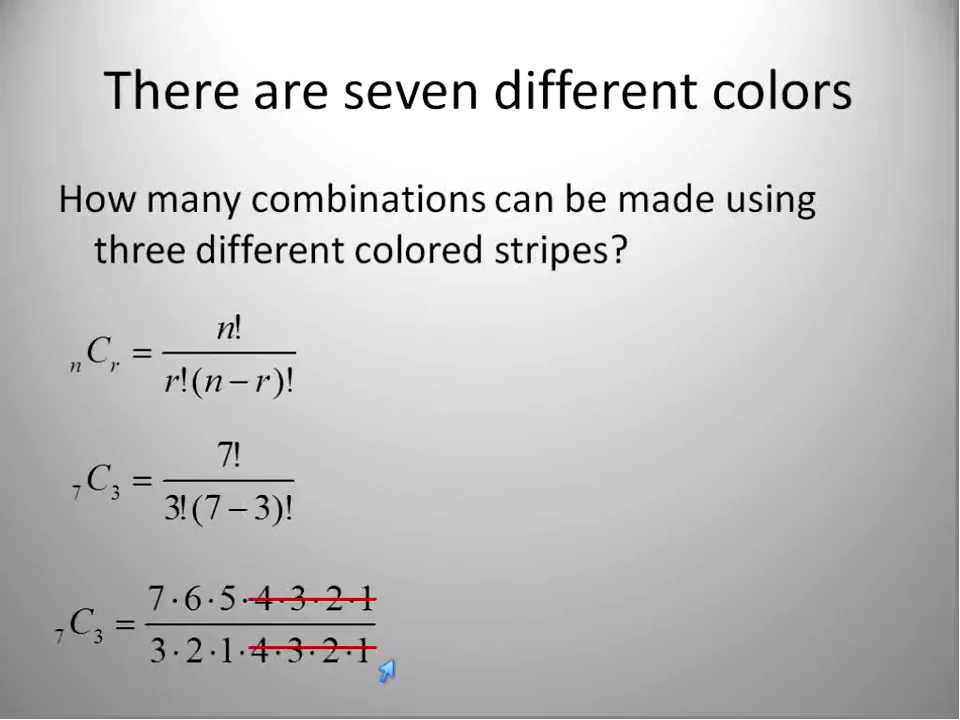 There are seven different colors
How many combinations can be made using
three different colored stripes?
nCr = n! / r!(n − r)!
7C3 = 7! / 3!(7 − 3)!
7C3 = 7·6·5·4·3·2·1 / 3·2·1·4·3·2·1